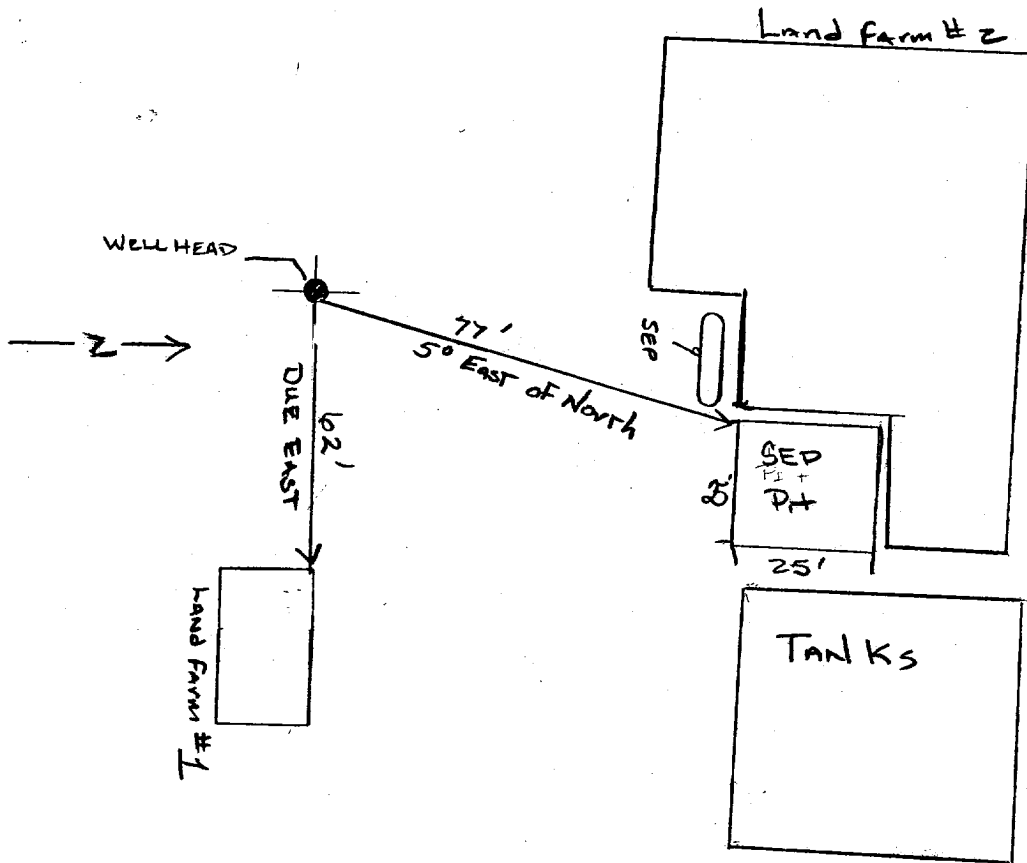 Land Farm # 2
WELL HEAD
N
77'
5° East of North
SEP
DUE EAST
62'
SEP
Pit
25'
TANKS
LAND FARM #1